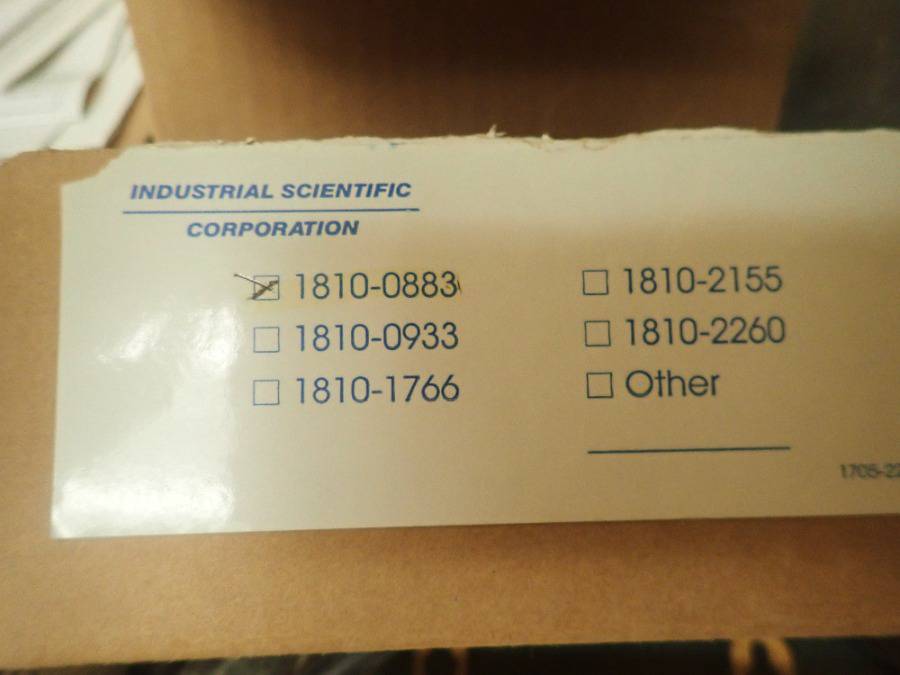 INDUSTRIAL SCIENTIFIC
CORPORATION
1810-0883
1810-0933
1810-1766
1810-2155
1810-2260
Other